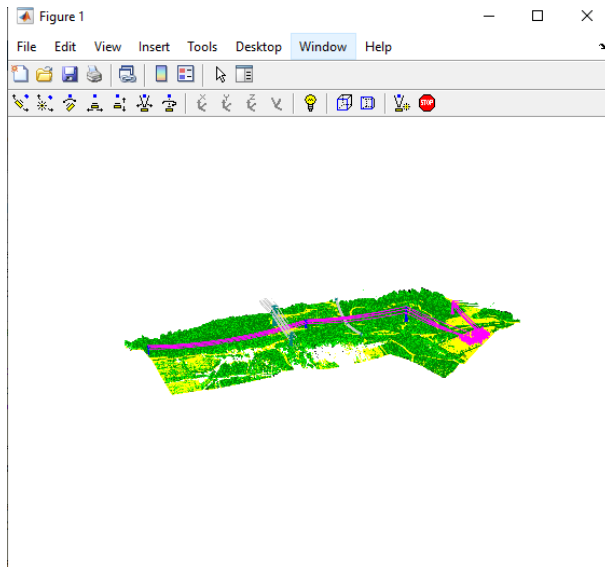 Figure 1
File Edit View Insert Tools Desktop Window Help
X Y Z V
STOP